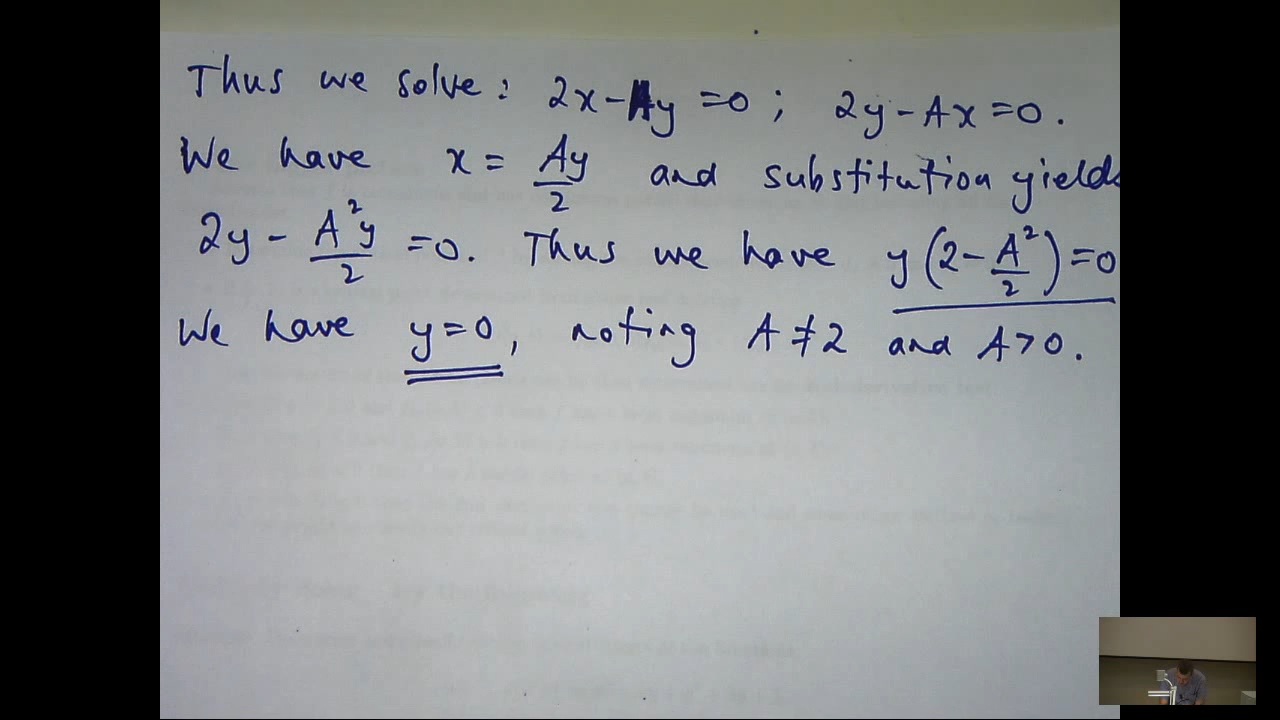 Thus we solve: 2x-Ay=0; 2y-Ax=0.
We have x = Ay/2 and substitution yields
2y - A²y/2 = 0. Thus we have y(2-A²/2)=0
We have y=0, noting A≠2 and A>0.